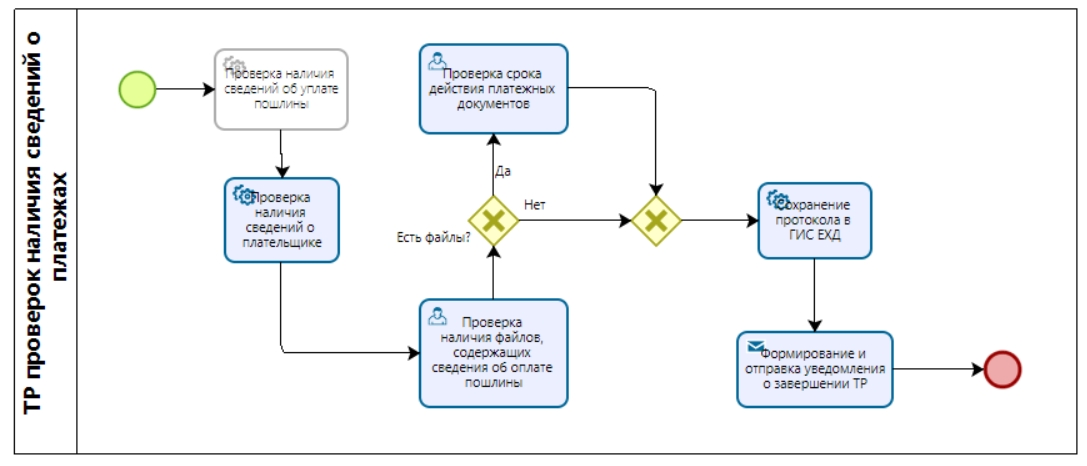 ТР проверок наличия сведений о
платежах
Проверка наличия
сведений об уплате
пошлины
Проверка
наличия
сведений о
плательщике
Проверка
наличия файлов,
содержащих
сведения об оплате
пошлины
Есть файлы?
Да
Нет
Проверка срока
действия платежных
документов
Сохранение
протокола в
ГИС ЕХД
Формирование и
отправка уведомления
о завершении ТР